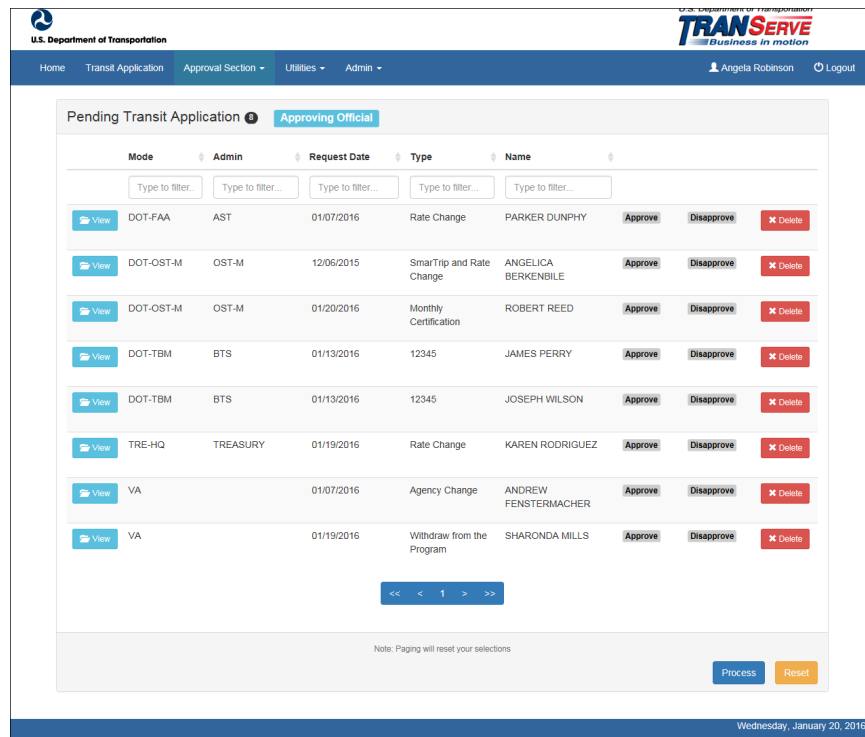 U.S. Department of Transportation
U.S. Department of Transportation
TRANSERVE
Business in motion
Home Transit Application Approval Section Utilities Admin Angela Robinson Logout
Pending Transit Application 8 Approving Official
Mode Admin Request Date Type Name
Type to filter.. Type to filter... Type to filter... Type to filter... Type to filter...
View DOT-FAA AST 01/07/2016 Rate Change PARKER DUNPHY Approve Disapprove Delete
View DOT-OST-M OST-M 12/06/2015 SmarTrip and Rate ANGELICA Approve Disapprove Delete
Change BERKENBILE
View DOT-OST-M OST-M 01/20/2016 Monthly ROBERT REED Approve Disapprove Delete
Certification
View DOT-TBM BTS 01/13/2016 12345 JAMES PERRY Approve Disapprove Delete
View DOT-TBM BTS 01/13/2016 12345 JOSEPH WILSON Approve Disapprove Delete
View TRE-HQ TREASURY 01/19/2016 Rate Change KAREN RODRIGUEZ Approve Disapprove Delete
View VA 01/07/2016 Agency Change ANDREW Approve Disapprove Delete
FENSTERMACHER
View VA 01/19/2016 Withdraw from the SHARONDA MILLS Approve Disapprove Delete
Program
<< < 1 > >>
Note: Paging will reset your selections
Process Reset
Wednesday, January 20, 2016